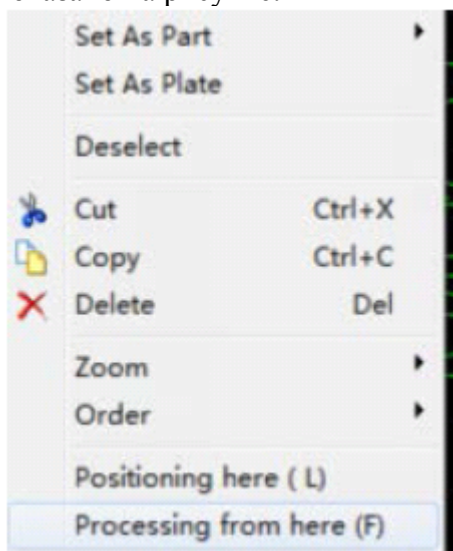 Set As Part
Set As Plate
Deselect
Cut Ctrl+X
Copy Ctrl+C
Delete Del
Zoom
Order
Positioning here ( L)
Processing from here (F)